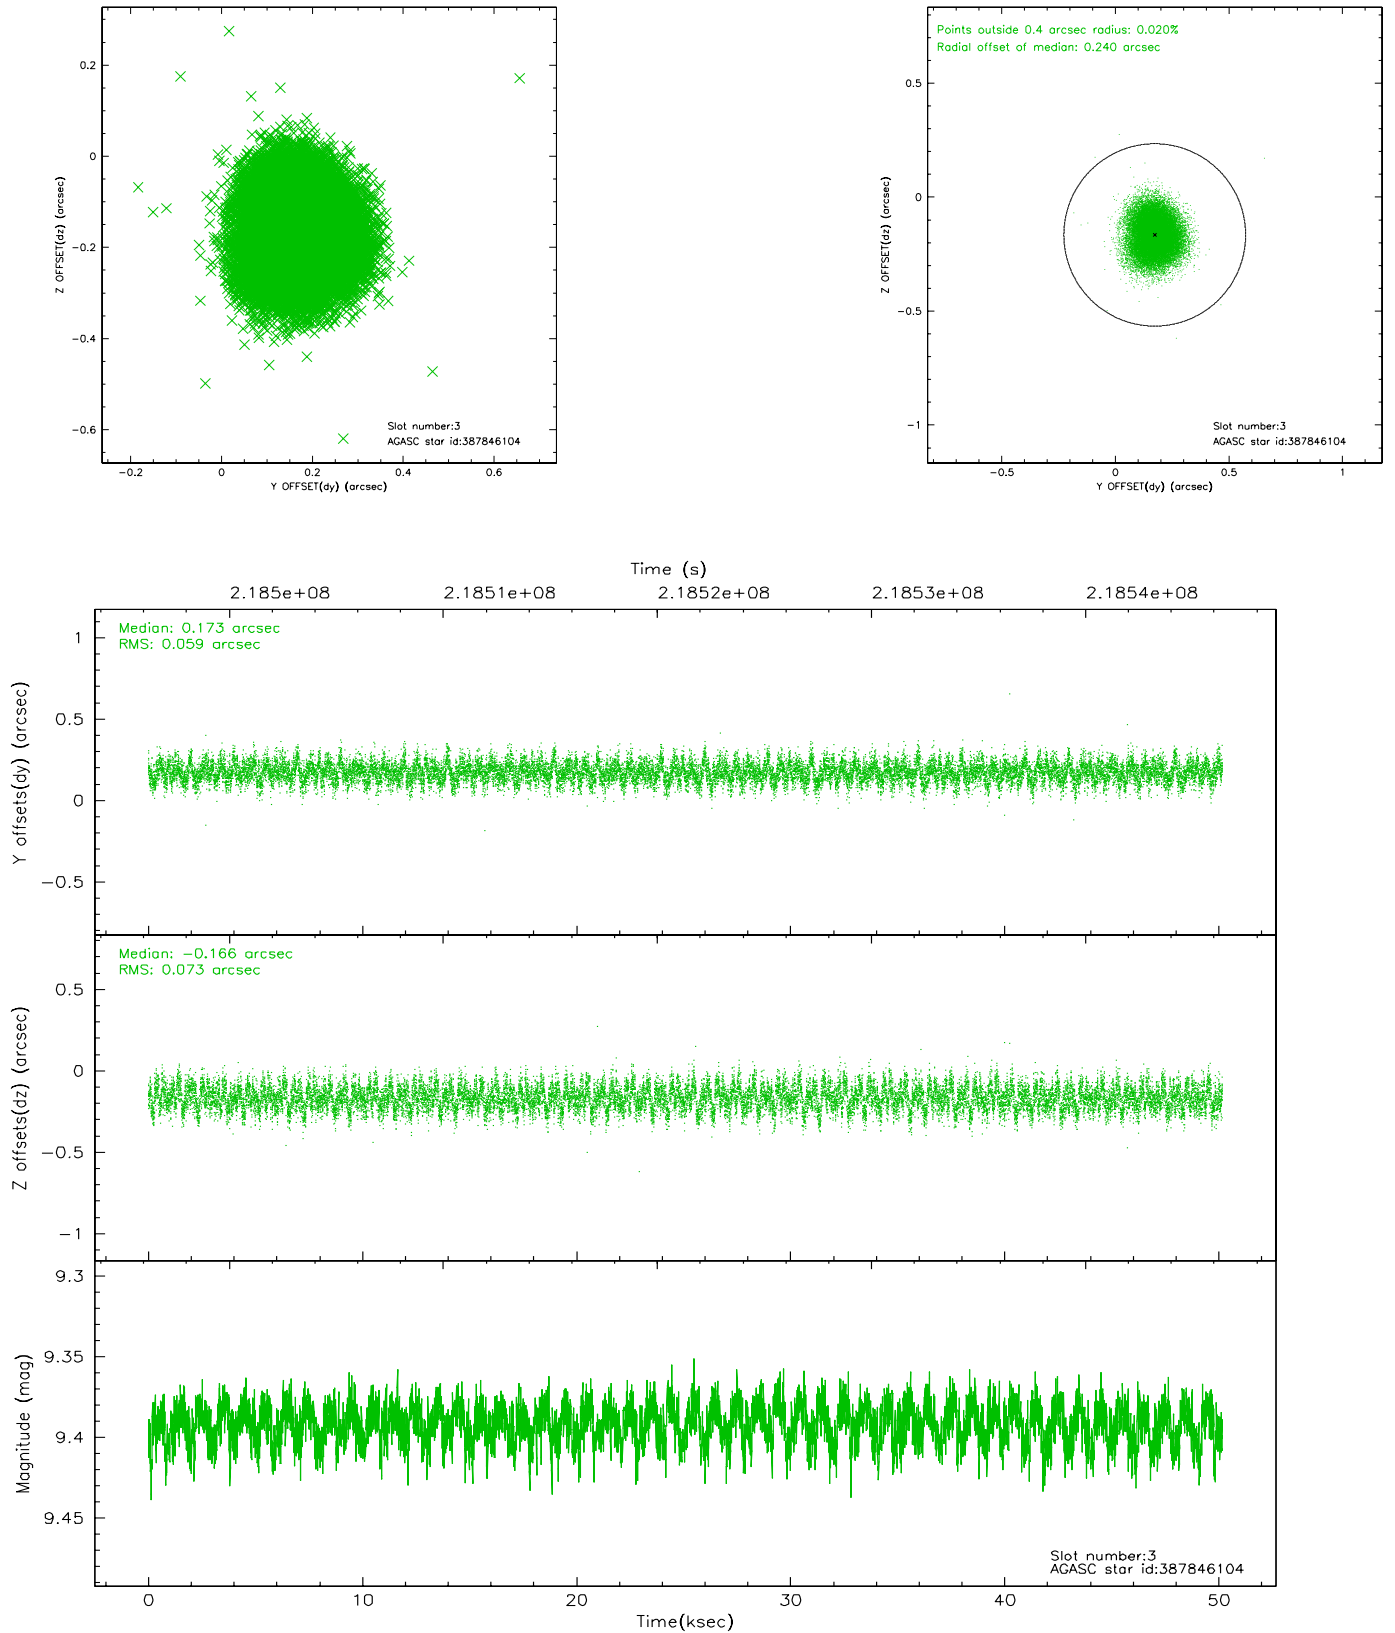 0.2
0
−0.2
−0.4
−0.6
Z OFFSET(dz) (arcsec)
Slot number:3
AGASC star id:387846104
−0.2 0 0.2 0.4 0.6
Y OFFSET(dy) (arcsec)
Points outside 0.4 arcsec radius: 0.020%
Radial offset of median: 0.240 arcsec
0.5
0
−0.5
−1
Z OFFSET(dz) (arcsec)
Slot number:3
AGASC star id:387846104
−0.5 0 0.5 1
Y OFFSET(dy) (arcsec)
Time (s)
2.185e+08 2.1851e+08 2.1852e+08 2.1853e+08 2.1854e+08
Median: 0.173 arcsec
RMS: 0.059 arcsec
1
0.5
0
−0.5
Y offsets(dy) (arcsec)
Median: −0.166 arcsec
RMS: 0.073 arcsec
0.5
0
−0.5
−1
Z offsets(dz) (arcsec)
9.3
9.35
9.4
9.45
Magnitude (mag)
Slot number:3
AGASC star id:387846104
0 10 20 30 40 50
Time(ksec)